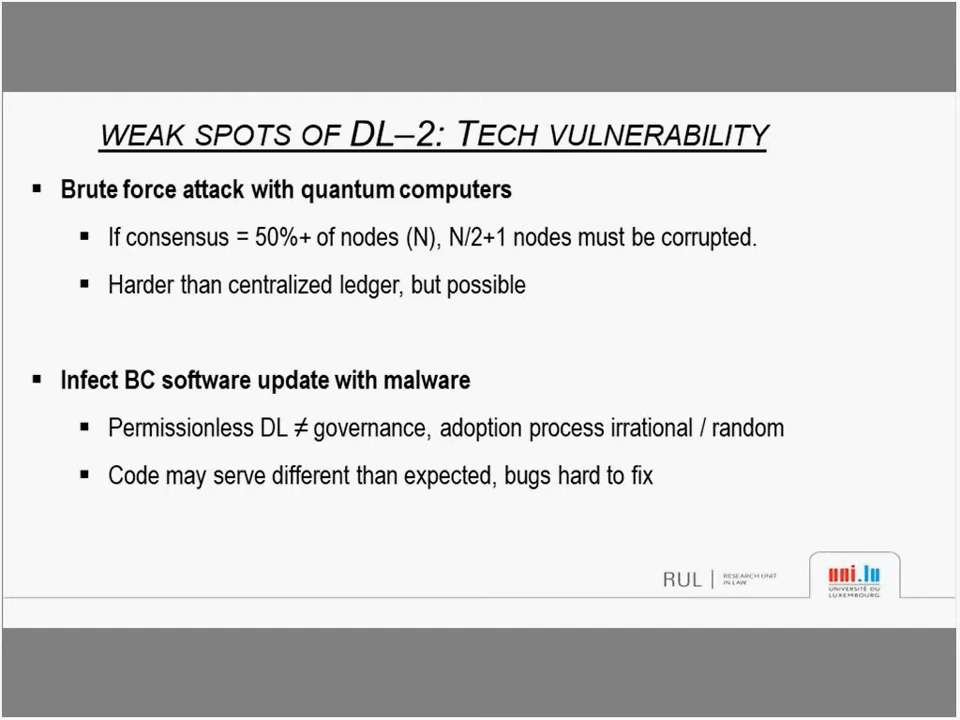 WEAK SPOTS OF DL–2: TECH VULNERABILITY
▪ Brute force attack with quantum computers
▪ If consensus = 50%+ of nodes (N), N/2+1 nodes must be corrupted.
▪ Harder than centralized ledger, but possible
▪ Infect BC software update with malware
▪ Permissionless DL ≠ governance, adoption process irrational / random
▪ Code may serve different than expected, bugs hard to fix
RUL | RESEARCH UNIT
IN LAW
uni.lu
UNIVERSITÉ DU
LUXEMBOURG